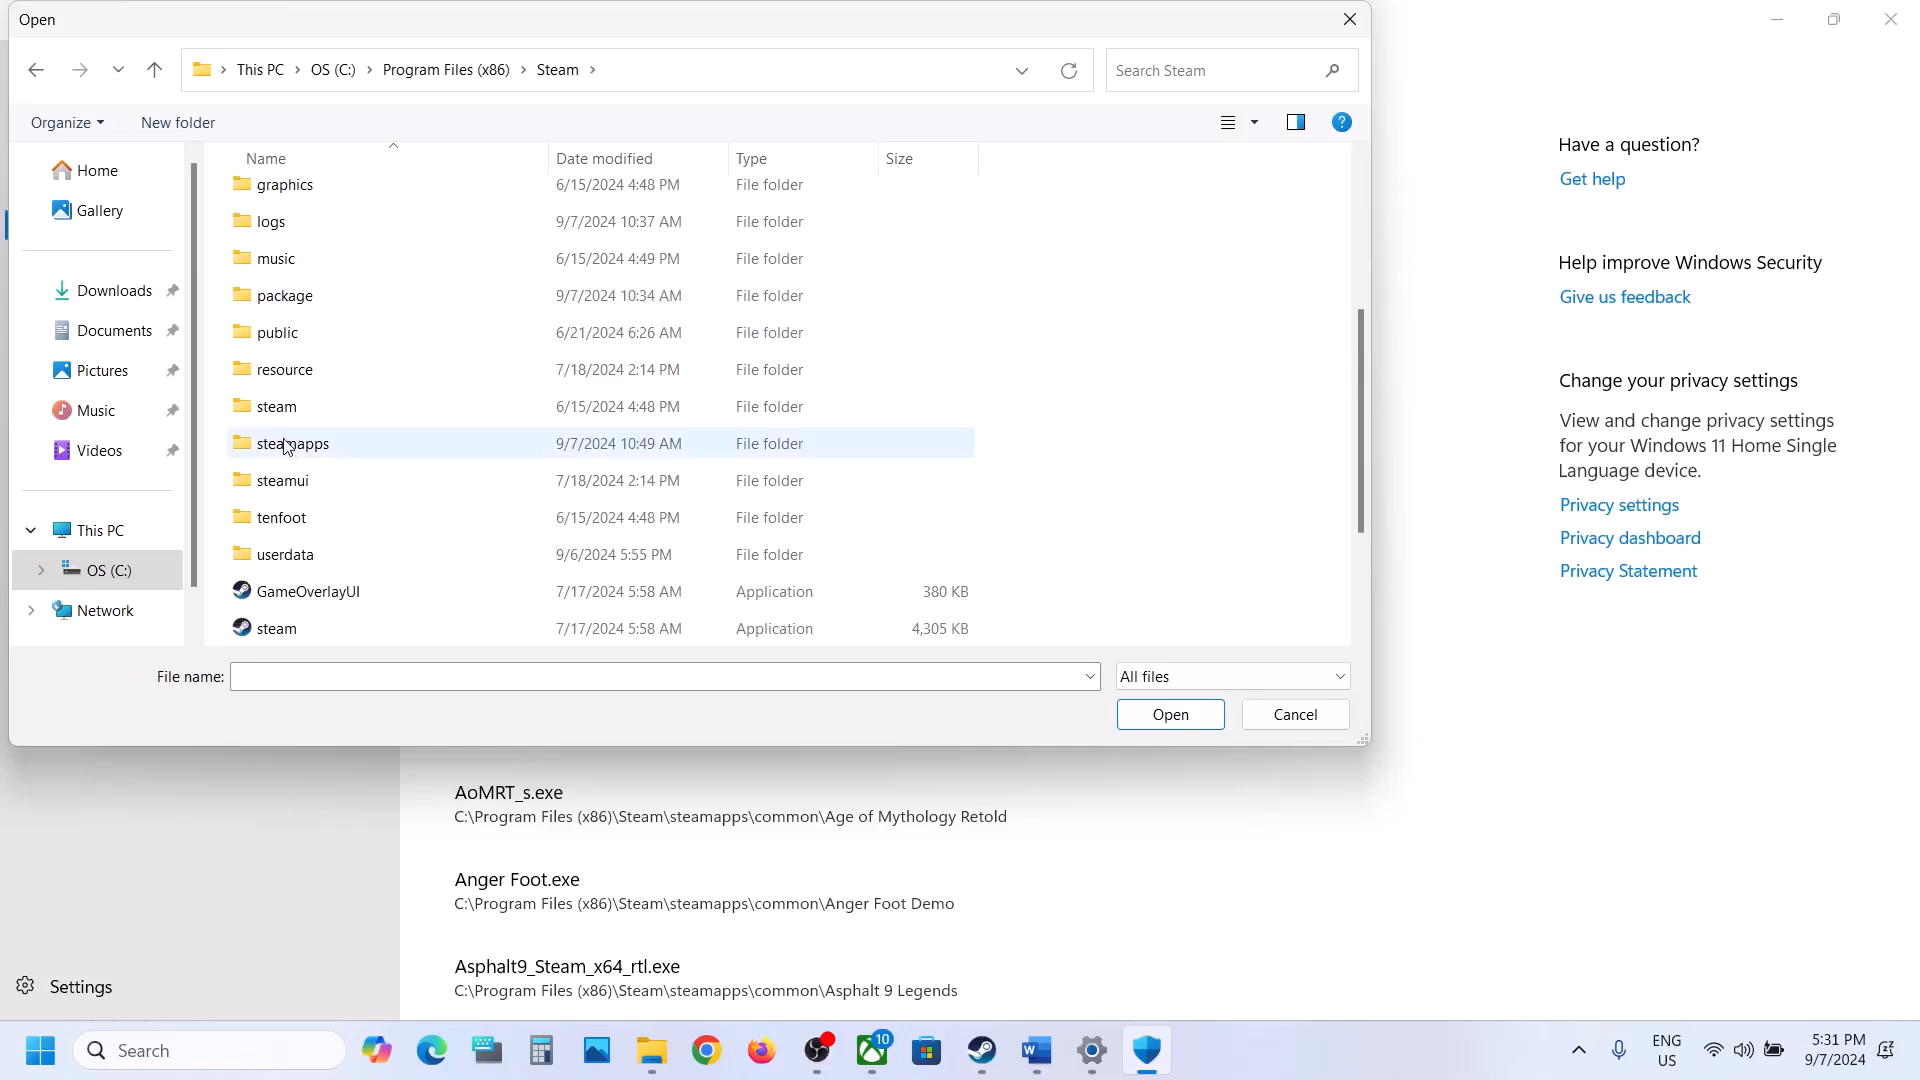 Open
This PC > OS (C:) > Program Files (x86) > Steam >
Search Steam
Organize
New folder
Home
Gallery
Downloads
Documents
Pictures
Music
Videos
This PC
OS (C:)
Network
Name Date modified Type Size
graphics 6/15/2024 4:48 PM File folder
logs 9/7/2024 10:37 AM File folder
music 6/15/2024 4:49 PM File folder
package 9/7/2024 10:34 AM File folder
public 6/21/2024 6:26 AM File folder
resource 7/18/2024 2:14 PM File folder
steam 6/15/2024 4:48 PM File folder
steamapps 9/7/2024 10:49 AM File folder
steamui 7/18/2024 2:14 PM File folder
tenfoot 6/15/2024 4:48 PM File folder
userdata 9/6/2024 5:55 PM File folder
GameOverlayUI 7/17/2024 5:58 AM Application 380 KB
steam 7/17/2024 5:58 AM Application 4,305 KB
File name:
All files
Open
Cancel
Have a question?
Get help
Help improve Windows Security
Give us feedback
Change your privacy settings
View and change privacy settings
for your Windows 11 Home Single
Language device.
Privacy settings
Privacy dashboard
Privacy Statement
AoMRT_s.exe
C:\Program Files (x86)\Steam\steamapps\common\Age of Mythology Retold
Anger Foot.exe
C:\Program Files (x86)\Steam\steamapps\common\Anger Foot Demo
Asphalt9_Steam_x64_rtl.exe
C:\Program Files (x86)\Steam\steamapps\common\Asphalt 9 Legends
Settings
Search
10
ENG
US
5:31 PM
9/7/2024